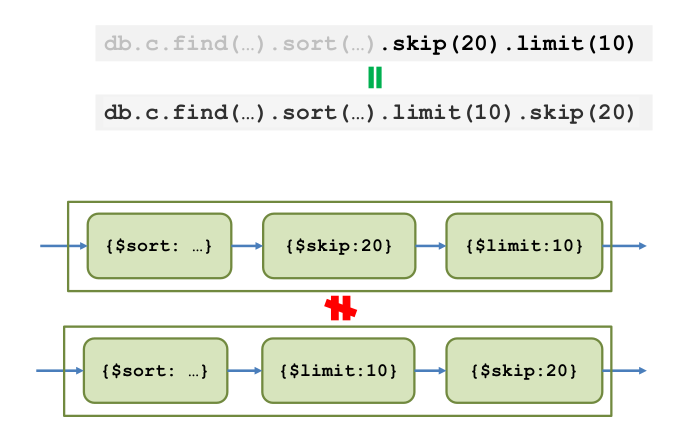 db.c.find(…).sort(…).skip(20).limit(10)
=
db.c.find(…).sort(…).limit(10).skip(20)
{$sort: …} {$skip:20} {$limit:10}
≠
{$sort: …} {$limit:10} {$skip:20}